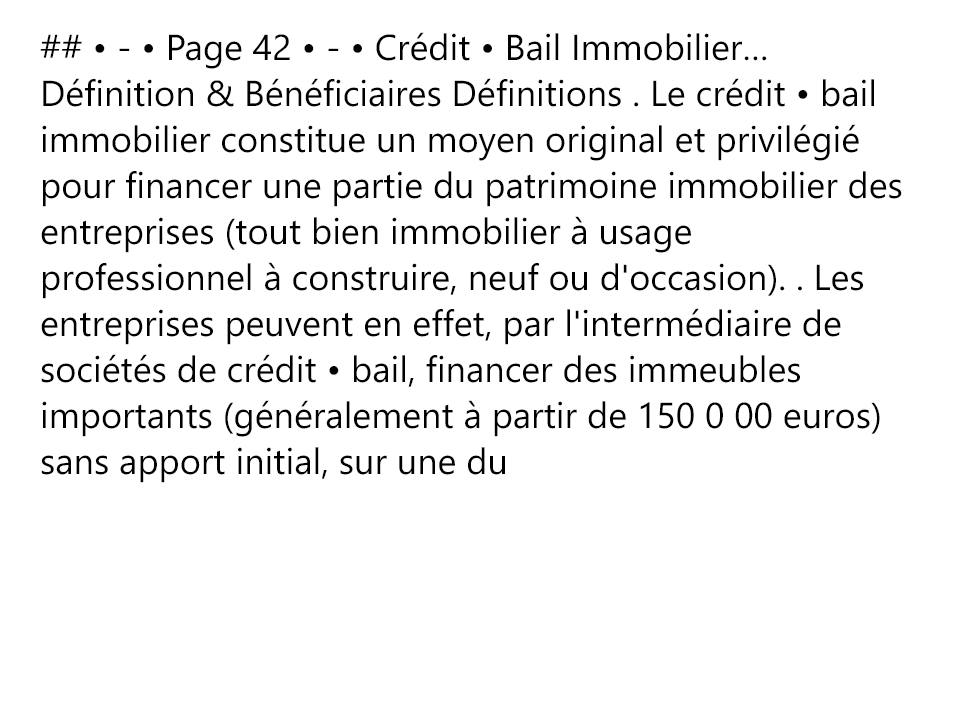 ## • - • Page 42 • - • Crédit • Bail Immobilier...
Définition & Bénéficiaires Définitions . Le crédit • bail
immobilier constitue un moyen original et privilégié
pour financer une partie du patrimoine immobilier des
entreprises (tout bien immobilier à usage
professionnel à construire, neuf ou d'occasion). . Les
entreprises peuvent en effet, par l'intermédiaire de
sociétés de crédit • bail, financer des immeubles
importants (généralement à partir de 150 0 00 euros)
sans apport initial, sur une du